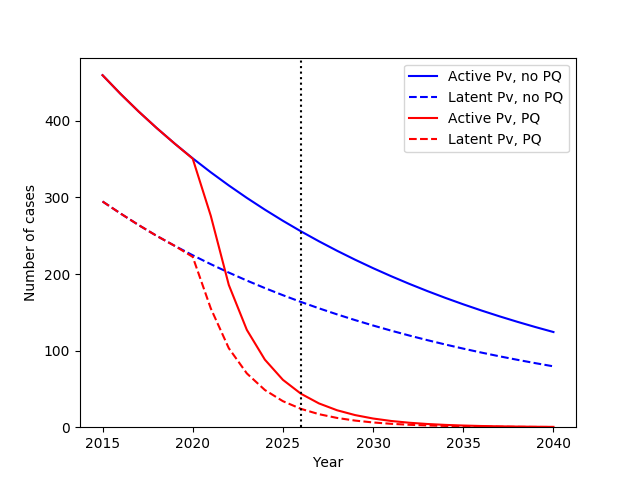 Active Pv, no PQ
Latent Pv, no PQ
Active Pv, PQ
Latent Pv, PQ
Number of cases
400
300
200
100
0
2015 2020 2025 2030 2035 2040
Year